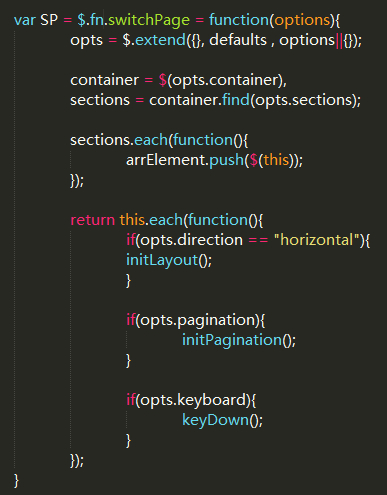 var SP = $.fn.switchPage = function(options){
opts = $.extend({}, defaults , options||{});
container = $(opts.container),
sections = container.find(opts.sections);
sections.each(function(){
arrElement.push($(this));
});
return this.each(function(){
if(opts.direction == "horizontal"){
initLayout();
}
if(opts.pagination){
initPagination();
}
if(opts.keyboard){
keyDown();
}
});
}